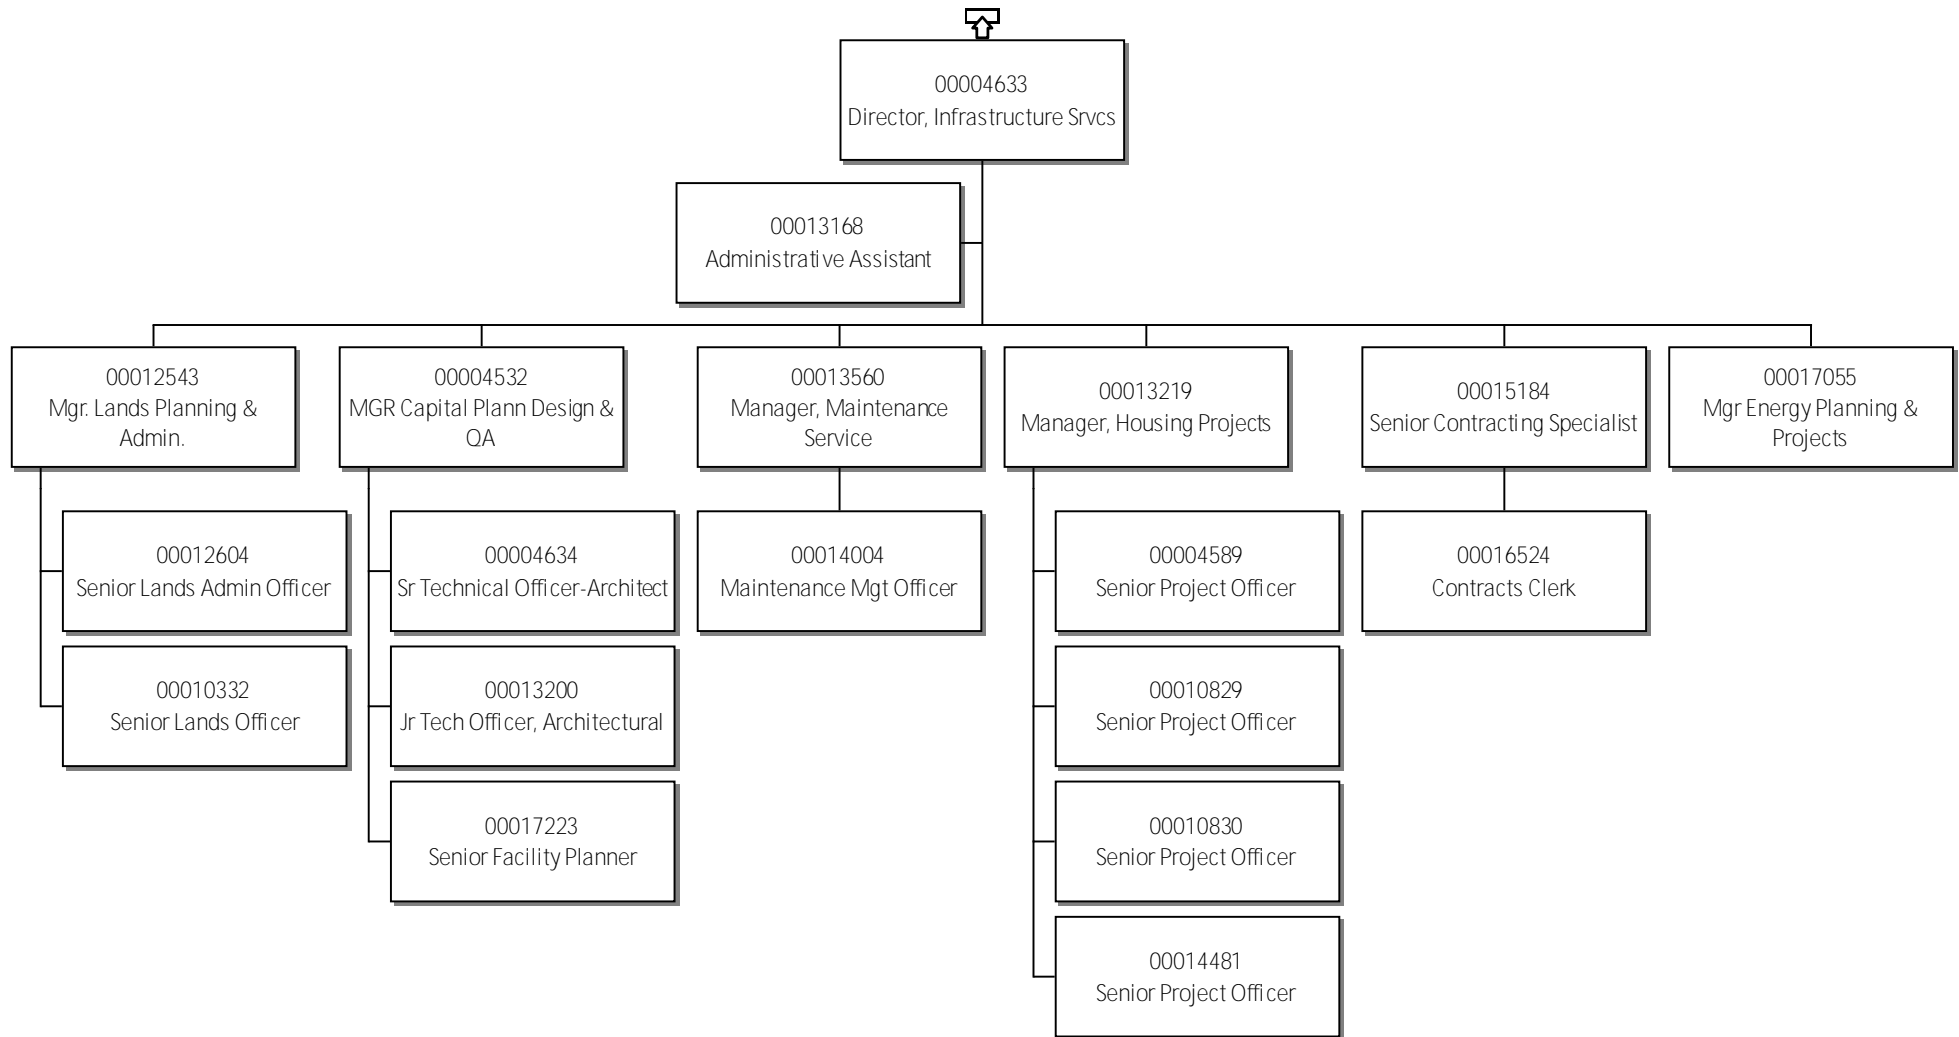 00004633
Director, Infrastructure Srvcs
00013168
Administrative Assistant
00012543
Mgr. Lands Planning &
Admin.
00004532
MGR Capital Plann Design &
QA
00013560
Manager, Maintenance
Service
00013219
Manager, Housing Projects
00015184
Senior Contracting Specialist
00017055
Mgr Energy Planning &
Projects
00012604
Senior Lands Admin Officer
00004634
Sr Technical Officer-Architect
00014004
Maintenance Mgt Officer
00004589
Senior Project Officer
00016524
Contracts Clerk
00010332
Senior Lands Officer
00013200
Jr Tech Officer, Architectural
00010829
Senior Project Officer
00017223
Senior Facility Planner
00010830
Senior Project Officer
00014481
Senior Project Officer